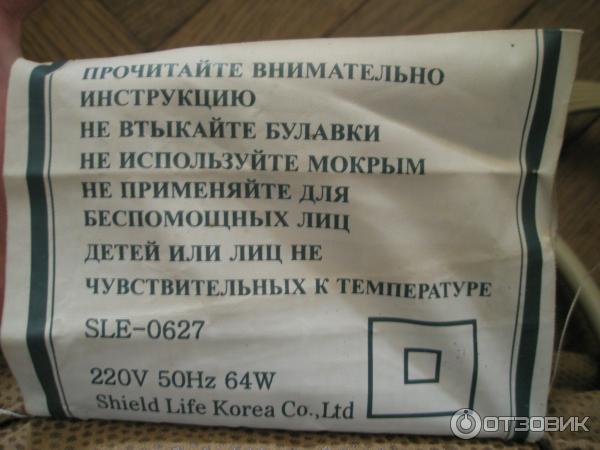 ПРОЧИТАЙТЕ ВНИМАТЕЛЬНО
ИНСТРУКЦИЮ
НЕ ВТЫКАЙТЕ БУЛАВКИ
НЕ ИСПОЛЬЗУЙТЕ МОКРЫМ
НЕ ПРИМЕНЯЙТЕ ДЛЯ
БЕСПОМОЩНЫХ ЛИЦ
ДЕТЕЙ ИЛИ ЛИЦ НЕ
ЧУВСТВИТЕЛЬНЫХ К ТЕМПЕРАТУРЕ
SLE-0627
220V 50Hz 64W
Shield Life Korea Co.,Ltd
ОТЗОВИК